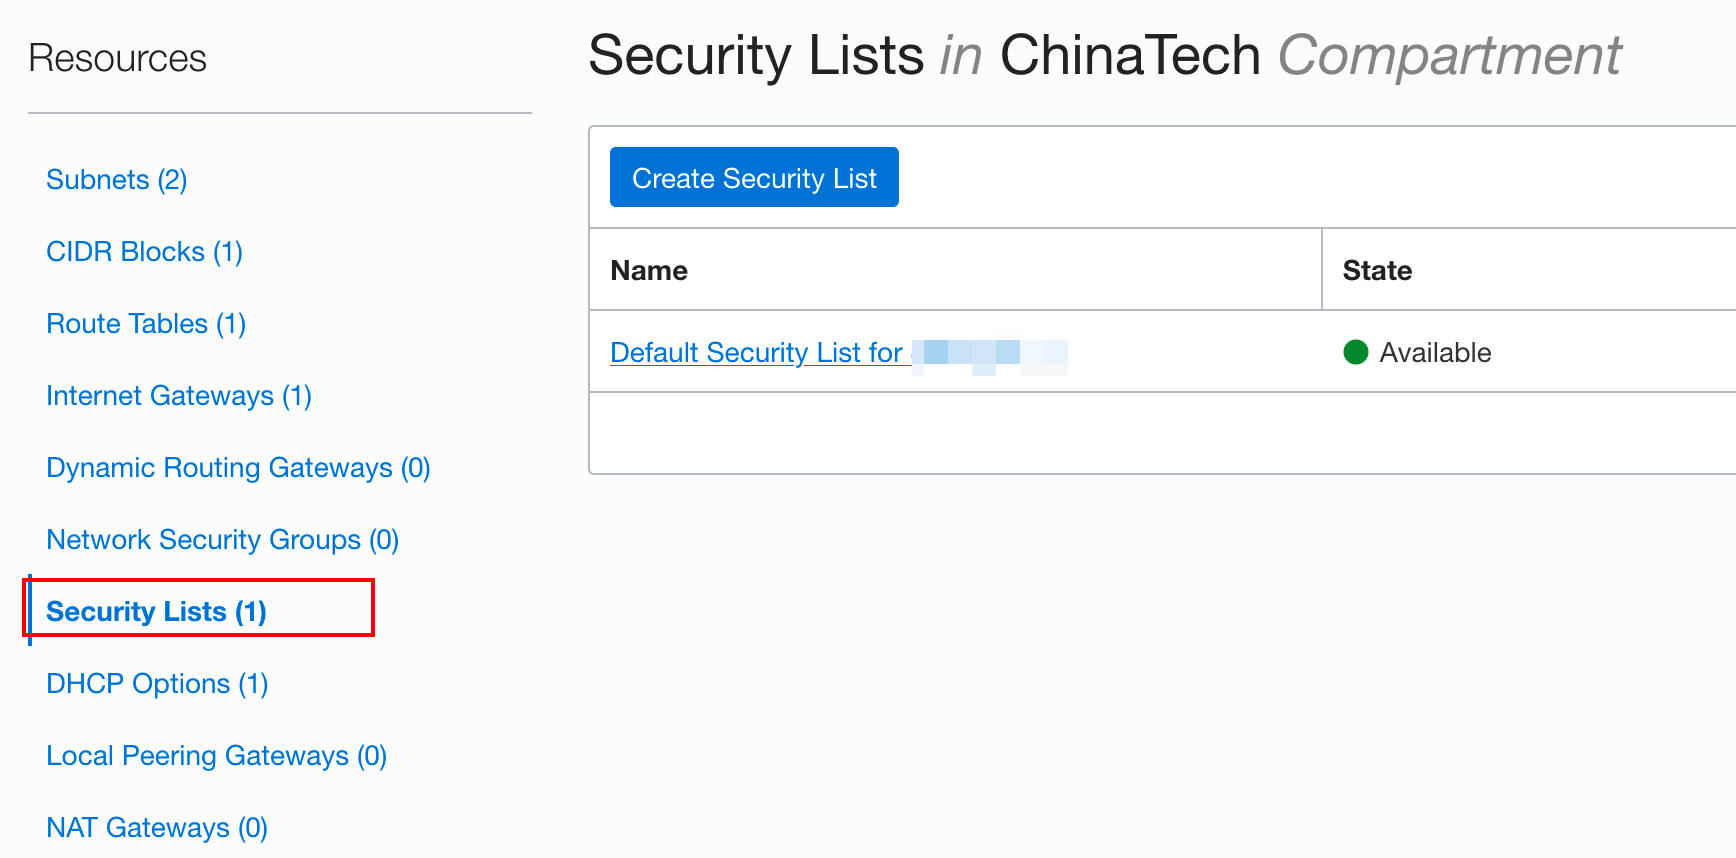 Resources
Subnets (2)
CIDR Blocks (1)
Route Tables (1)
Internet Gateways (1)
Dynamic Routing Gateways (0)
Network Security Groups (0)
Security Lists (1)
DHCP Options (1)
Local Peering Gateways (0)
NAT Gateways (0)
Security Lists in ChinaTech Compartment
Create Security List
Name State
Default Security List for Available